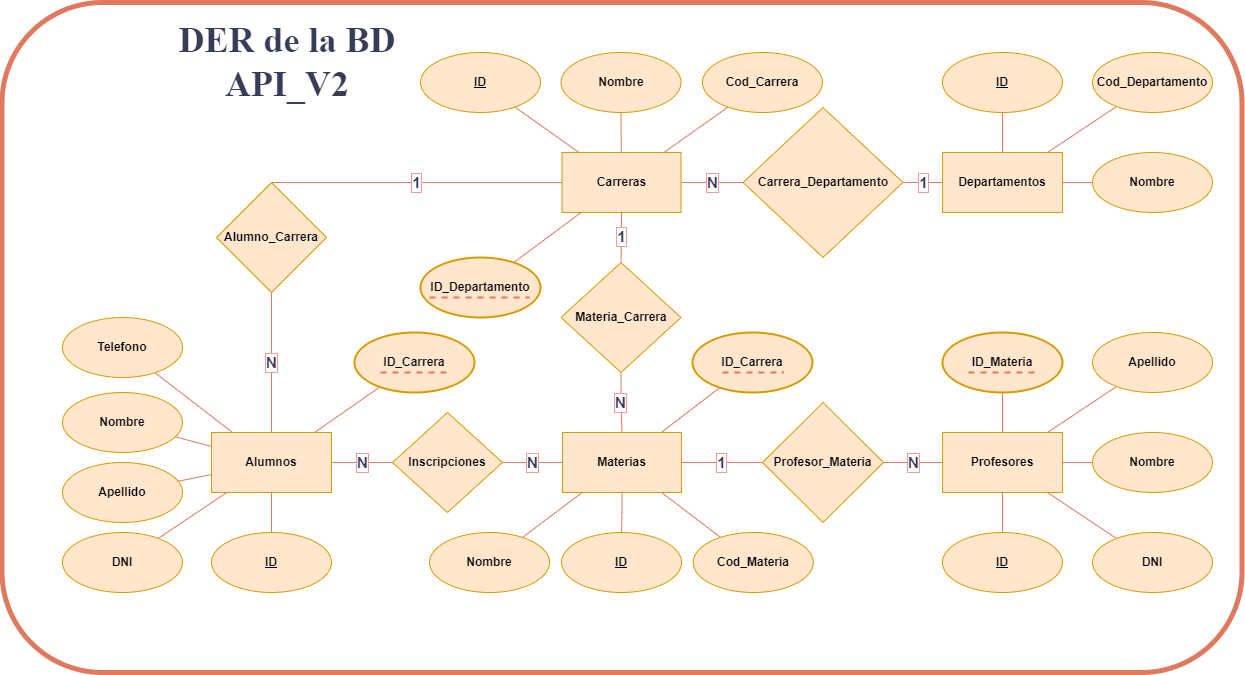 DER de la BD
API_V2
ID
Nombre
Cod_Carrera
ID
Cod_Departamento
1
Carreras
N
Carrera_Departamento
1
Departamentos
Nombre
Alumno_Carrera
1
ID_Departamento
Materia_Carrera
Telefono
N
ID_Carrera
ID_Carrera
ID_Materia
Apellido
N
Nombre
Alumnos
N
Inscripciones
N
Materias
1
Profesor_Materia
N
Profesores
Nombre
Apellido
DNI
ID
Nombre
ID
Cod_Materia
ID
DNI